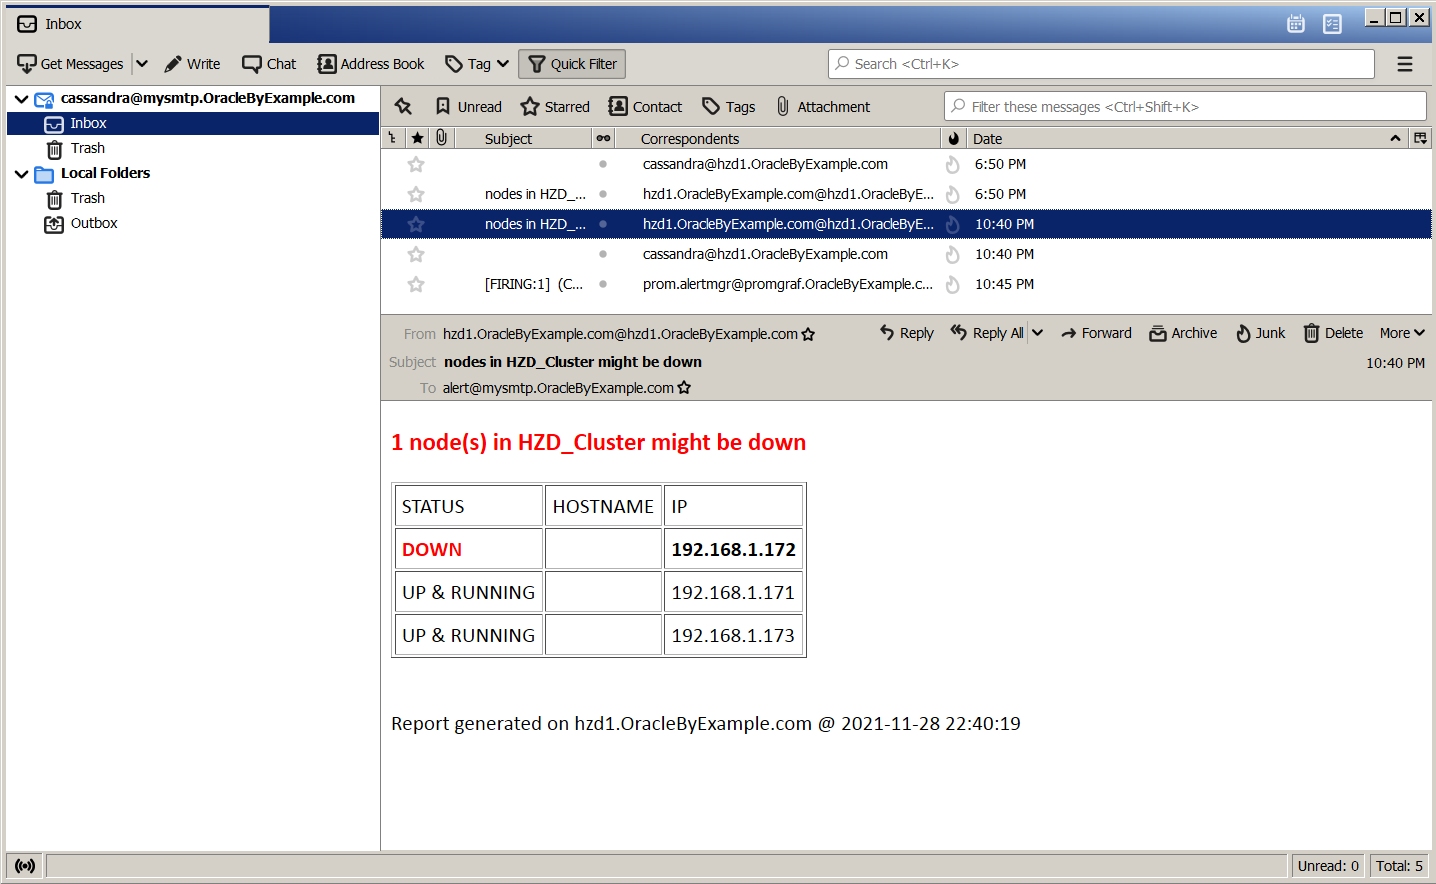 Inbox
Get Messages Write Chat Address Book Tag Quick Filter Search <Ctrl+K>
cassandra@mysmtp.OracleByExample.com
Inbox
Trash
Local Folders
Trash
Outbox
Unread Starred Contact Tags Attachment Filter these messages <Ctrl+Shift+K>
Subject Correspondents Date
cassandra@hzd1.OracleByExample.com 6:50 PM
nodes in HZD_... hzd1.OracleByExample.com@hzd1.OracleByE... 6:50 PM
nodes in HZD_... hzd1.OracleByExample.com@hzd1.OracleByE... 10:40 PM
cassandra@hzd1.OracleByExample.com 10:40 PM
[FIRING:1] (C... prom.alertmgr@promgraf.OracleByExample.c... 10:45 PM
From hzd1.OracleByExample.com@hzd1.OracleByExample.com Reply Reply All Forward Archive Junk Delete More
Subject nodes in HZD_Cluster might be down 10:40 PM
To alert@mysmtp.OracleByExample.com
1 node(s) in HZD_Cluster might be down
STATUS HOSTNAME IP
DOWN 192.168.1.172
UP & RUNNING 192.168.1.171
UP & RUNNING 192.168.1.173
Report generated on hzd1.OracleByExample.com @ 2021-11-28 22:40:19
Unread: 0 Total: 5